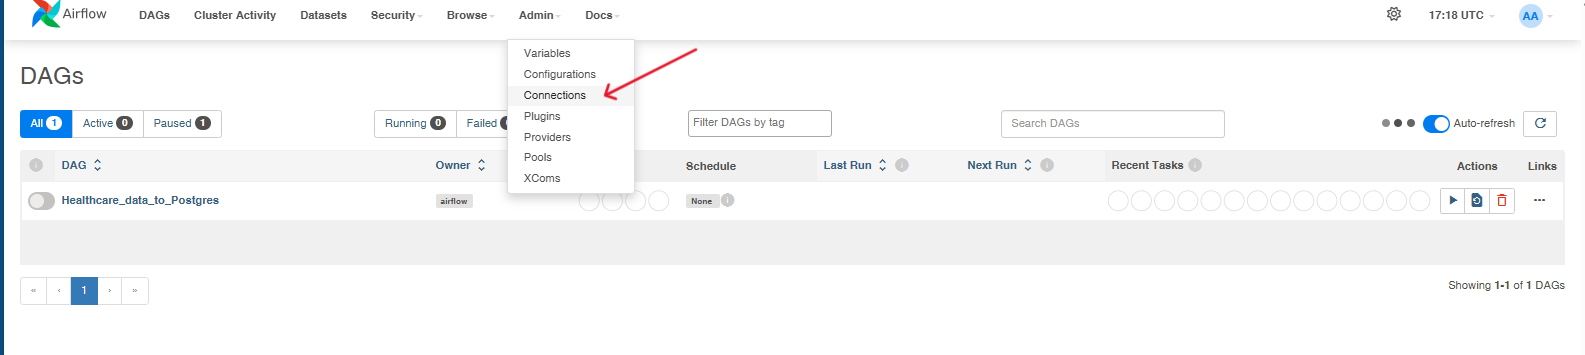 Airflow
DAGs Cluster Activity Datasets Security Browse Admin Docs 17:18 UTC AA
Variables
Configurations
Connections
Plugins
Providers
Pools
XComs
DAGs
All 1 Active 0 Paused 1 Running 0 Failed Filter DAGs by tag Search DAGs Auto-refresh
DAG Owner Schedule Last Run Next Run Recent Tasks Actions Links
Healthcare_data_to_Postgres airflow None
« ‹ 1 › »
Showing 1-1 of 1 DAGs